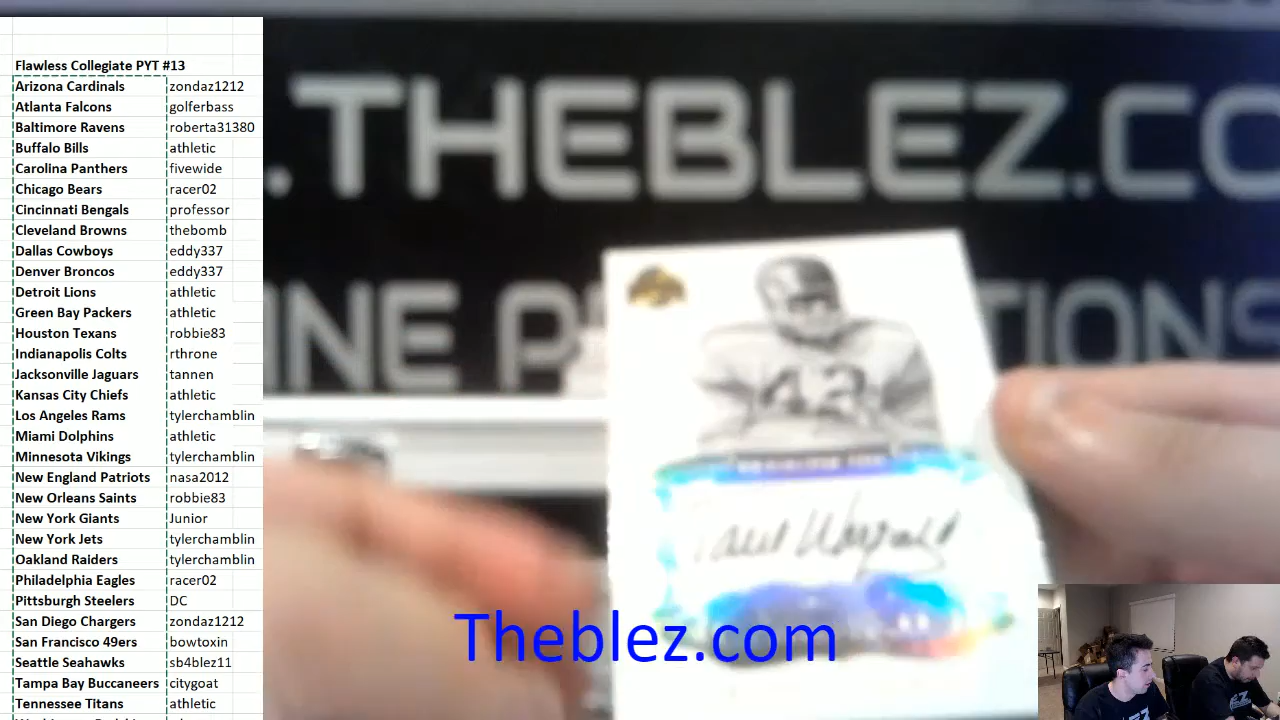 Flawless Collegiate PYT #13
Arizona Cardinals zondaz1212
Atlanta Falcons golferbass
Baltimore Ravens roberta31380
Buffalo Bills athletic
Carolina Panthers fivewide
Chicago Bears racer02
Cincinnati Bengals professor
Cleveland Browns thebomb
Dallas Cowboys eddy337
Denver Broncos eddy337
Detroit Lions athletic
Green Bay Packers athletic
Houston Texans robbie83
Indianapolis Colts rthrone
Jacksonville Jaguars tannen
Kansas City Chiefs athletic
Los Angeles Rams tylerchamblin
Miami Dolphins athletic
Minnesota Vikings tylerchamblin
New England Patriots nasa2012
New Orleans Saints robbie83
New York Giants Junior
New York Jets tylerchamblin
Oakland Raiders tylerchamblin
Philadelphia Eagles racer02
Pittsburgh Steelers DC
San Diego Chargers zondaz1212
San Francisco 49ers bowtoxin
Seattle Seahawks sb4blez11
Tampa Bay Buccaneers citygoat
Tennessee Titans athletic
.THEBLEZ.CO
42
Paul
Theblez.com
BLEZ